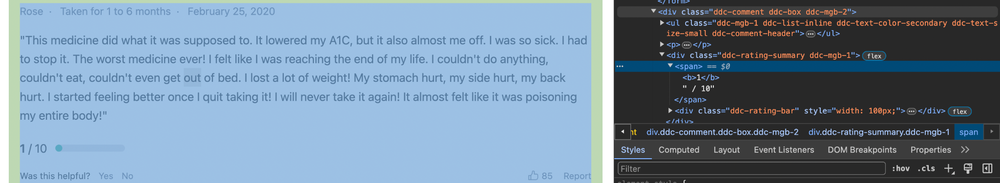 Rose · Taken for 1 to 6 months · February 25, 2020
"This medicine did what it was supposed to. It lowered my A1C, but it also almost me off. I was so sick. I had
to stop it. The worst medicine ever! I felt like I was reaching the end of my life. I couldn't do anything,
couldn't eat, couldn't even get out of bed. I lost a lot of weight! My stomach hurt, my side hurt, my back
hurt. I started feeling better once I quit taking it! I will never take it again! It almost felt like it was poisoning
my entire body!"
1 / 10
Was this helpful? Yes No 85 Report
</form>
<div class="ddc-comment ddc-box ddc-mgb-2">
<ul class="ddc-mgb-1 ddc-list-inline ddc-text-color-secondary ddc-text-s
ize-small ddc-comment-header">…</ul>
<p>…</p>
<div class="ddc-rating-summary ddc-mgb-1"> flex
… <span> == $0
<b>1</b>
" / 10"
</span>
<div class="ddc-rating-bar" style="width: 100px;">…</div> flex
</div>
nt div.ddc-comment.ddc-box.ddc-mgb-2 div.ddc-rating-summary.ddc-mgb-1 span
Styles Computed Layout Event Listeners DOM Breakpoints Properties >>
Filter :hov .cls +
element.style {